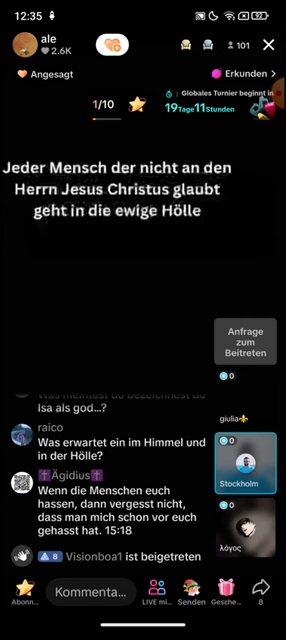 12:35
92
ale
2.6K
101
Angesagt
Erkunden >
1/10
Globales Turnier beginnt in
19Tage11Stunden
Jeder Mensch der nicht an den
Herrn Jesus Christus glaubt
geht in die ewige Hölle
Anfrage
zum
Beitreten
0
giulia
0
Stockholm
0
λόγος
Was meintest du bezeichnest du
Isa als god...?
raico
Was erwartet ein im Himmel und
in der Hölle?
Ägidius
Wenn die Menschen euch
hassen, dann vergesst nicht,
dass man mich schon vor euch
gehasst hat. 15:18
8 Visionboa1 ist beigetreten
Abonn...
Kommenta...
LIVE mi...
Senden
Gesche...
8